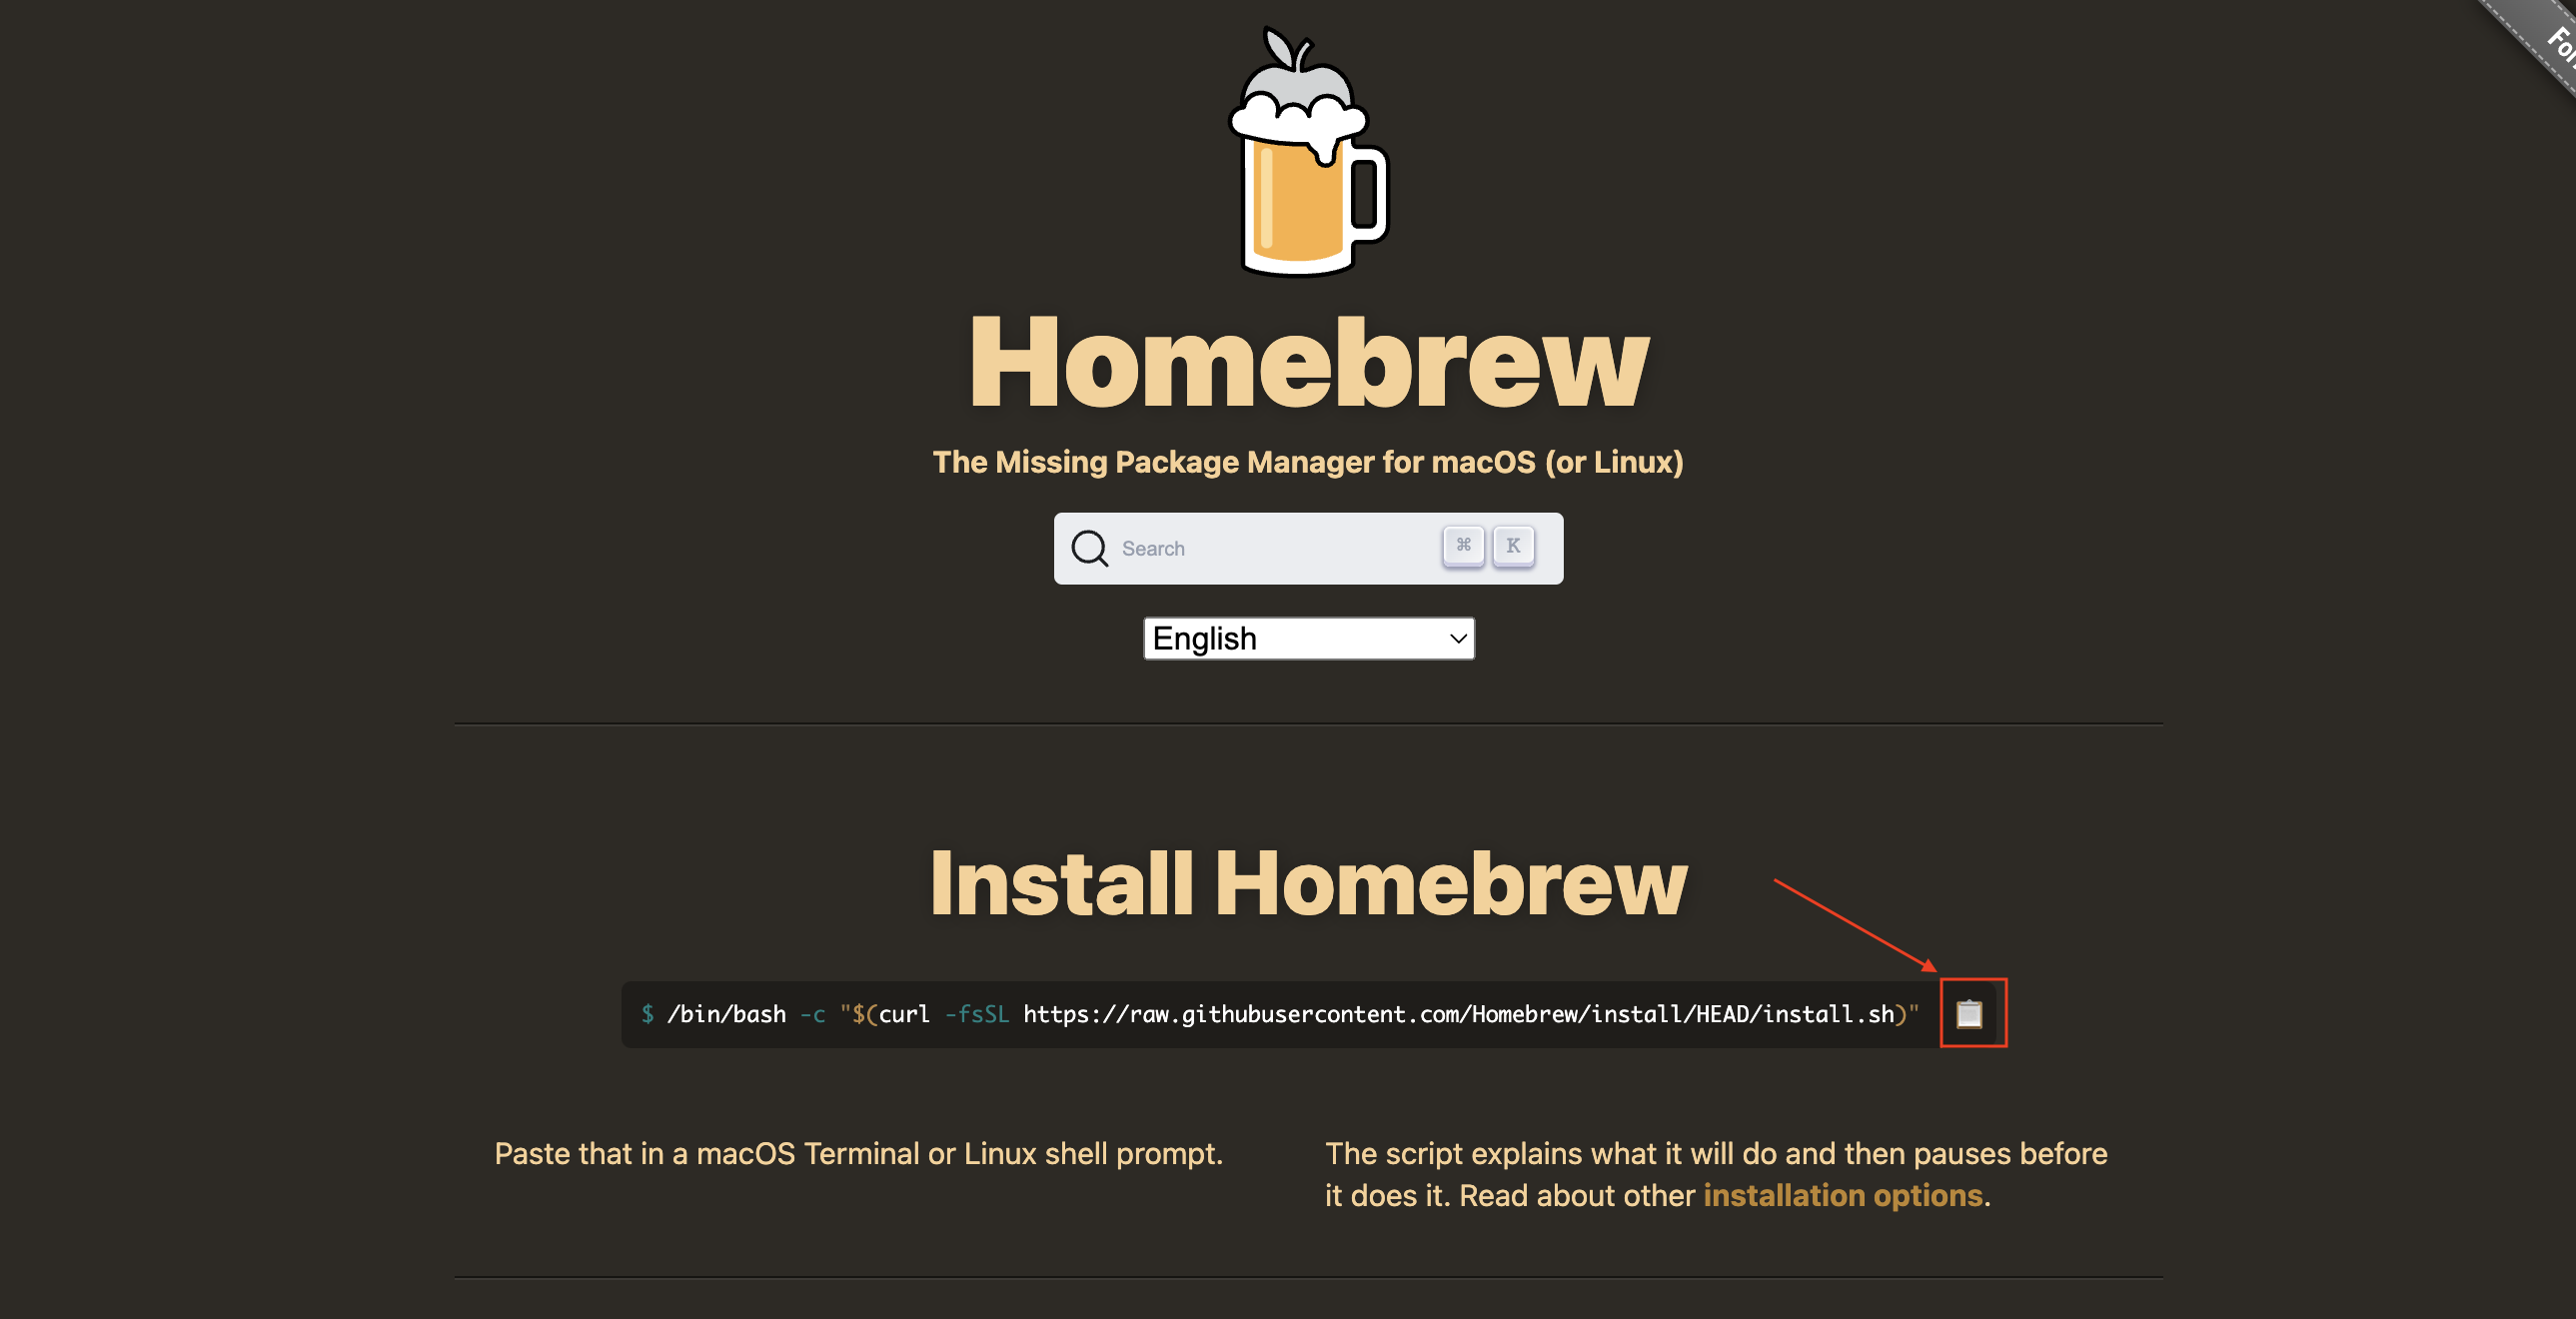 For
Homebrew
The Missing Package Manager for macOS (or Linux)
Search ⌘ K
English
Install Homebrew
$ /bin/bash -c "$(curl -fsSL https://raw.githubusercontent.com/Homebrew/install/HEAD/install.sh)"
Paste that in a macOS Terminal or Linux shell prompt.
The script explains what it will do and then pauses before
it does it. Read about other installation options.